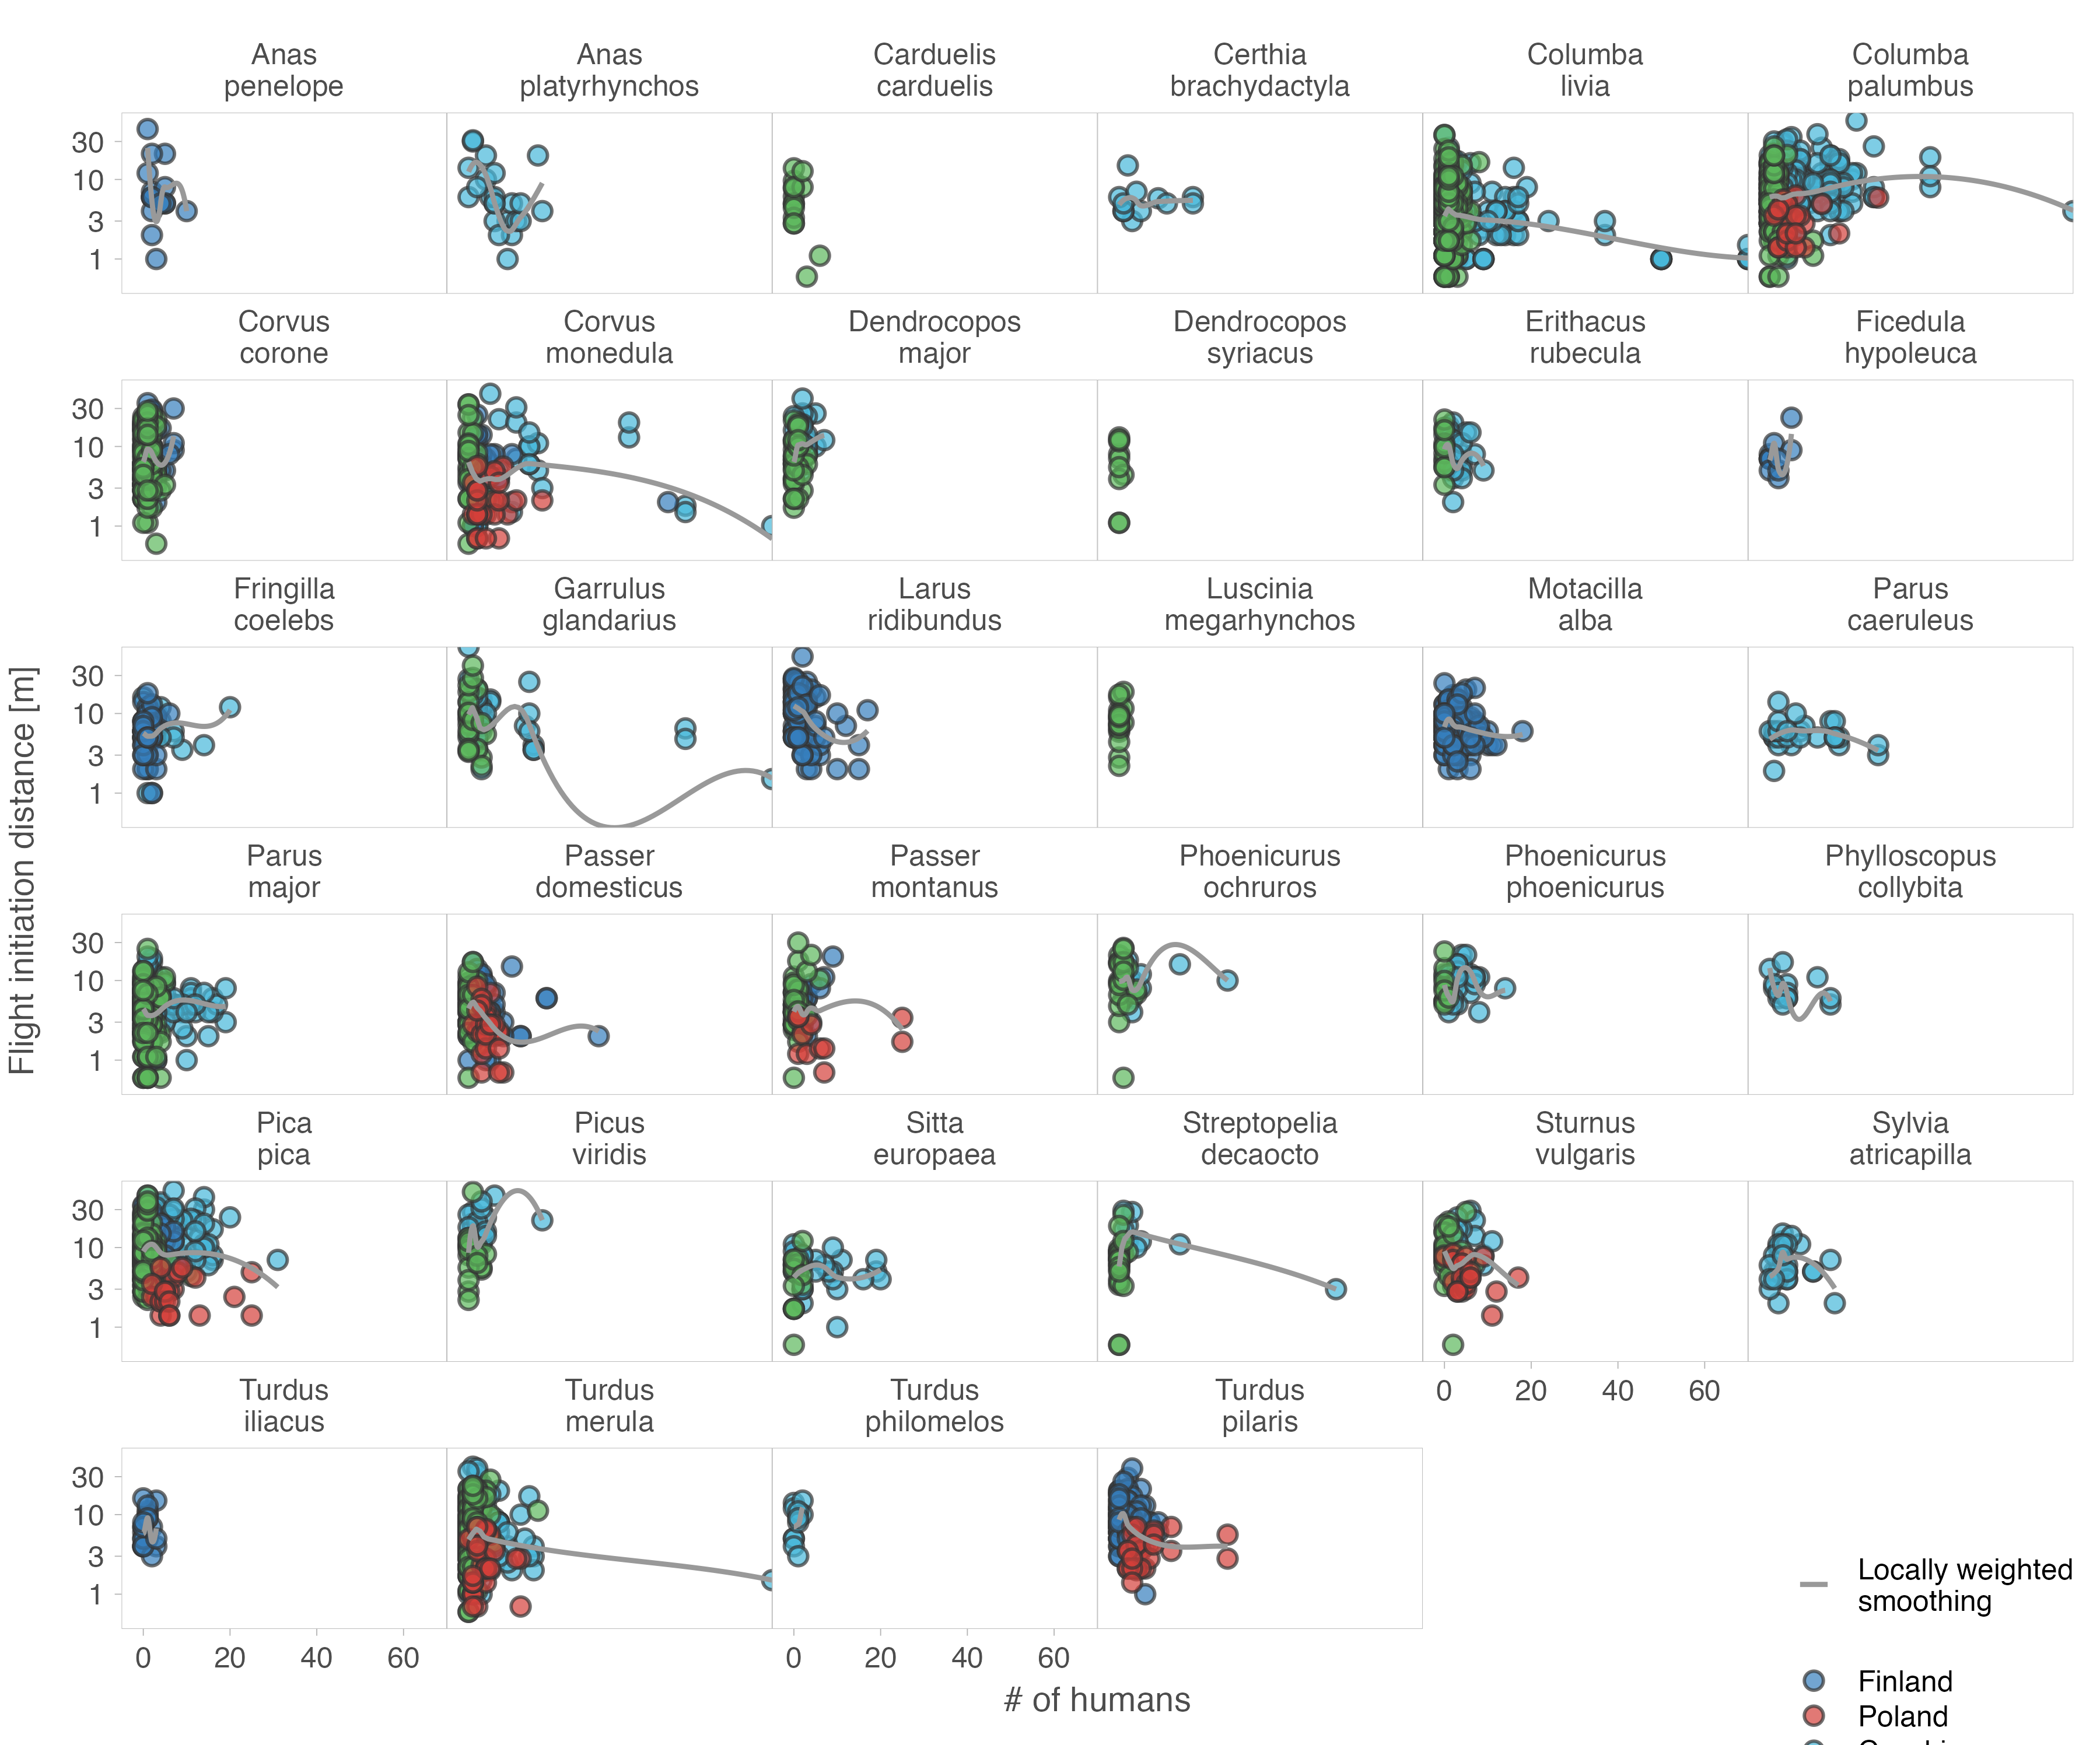 Anas
penelope
Anas
platyrhynchos
Carduelis
carduelis
Certhia
brachydactyla
Columba
livia
Columba
palumbus
30
10
3
1
Corvus
corone
Corvus
monedula
Dendrocopos
major
Dendrocopos
syriacus
Erithacus
rubecula
Ficedula
hypoleuca
30
10
3
1
Fringilla
coelebs
Garrulus
glandarius
Larus
ridibundus
Luscinia
megarhynchos
Motacilla
alba
Parus
caeruleus
30
10
3
1
Flight initiation distance [m]
Parus
major
Passer
domesticus
Passer
montanus
Phoenicurus
ochruros
Phoenicurus
phoenicurus
Phylloscopus
collybita
30
10
3
1
Pica
pica
Picus
viridis
Sitta
europaea
Streptopelia
decaocto
Sturnus
vulgaris
Sylvia
atricapilla
30
10
3
1
0 20 40 60
Turdus
iliacus
Turdus
merula
Turdus
philomelos
Turdus
pilaris
30
10
3
1
0 20 40 60
0 20 40 60
# of humans
Locally weighted
smoothing
Finland
Poland